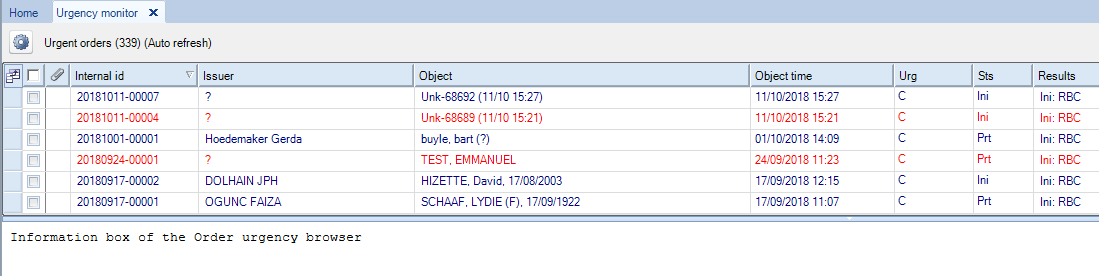 Home Urgency monitor
Urgent orders (339) (Auto refresh)
Internal id Issuer Object Object time Urg Sts Results
20181011-00007 ? Unk-68692 (11/10 15:27) 11/10/2018 15:27 C Ini Ini: RBC
20181011-00004 ? Unk-68689 (11/10 15:21) 11/10/2018 15:21 C Ini Ini: RBC
20181001-00001 Hoedemaker Gerda buyle, bart (?) 01/10/2018 14:09 C Prt Ini: RBC
20180924-00001 ? TEST, EMMANUEL 24/09/2018 11:23 C Prt Ini: RBC
20180917-00002 DOLHAIN JPH HIZETTE, David, 17/08/2003 17/09/2018 12:15 C Ini Ini: RBC
20180917-00001 OGUNC FAIZA SCHAAF, LYDIE (F), 17/09/1922 17/09/2018 11:07 C Prt Ini: RBC
Information box of the Order urgency browser